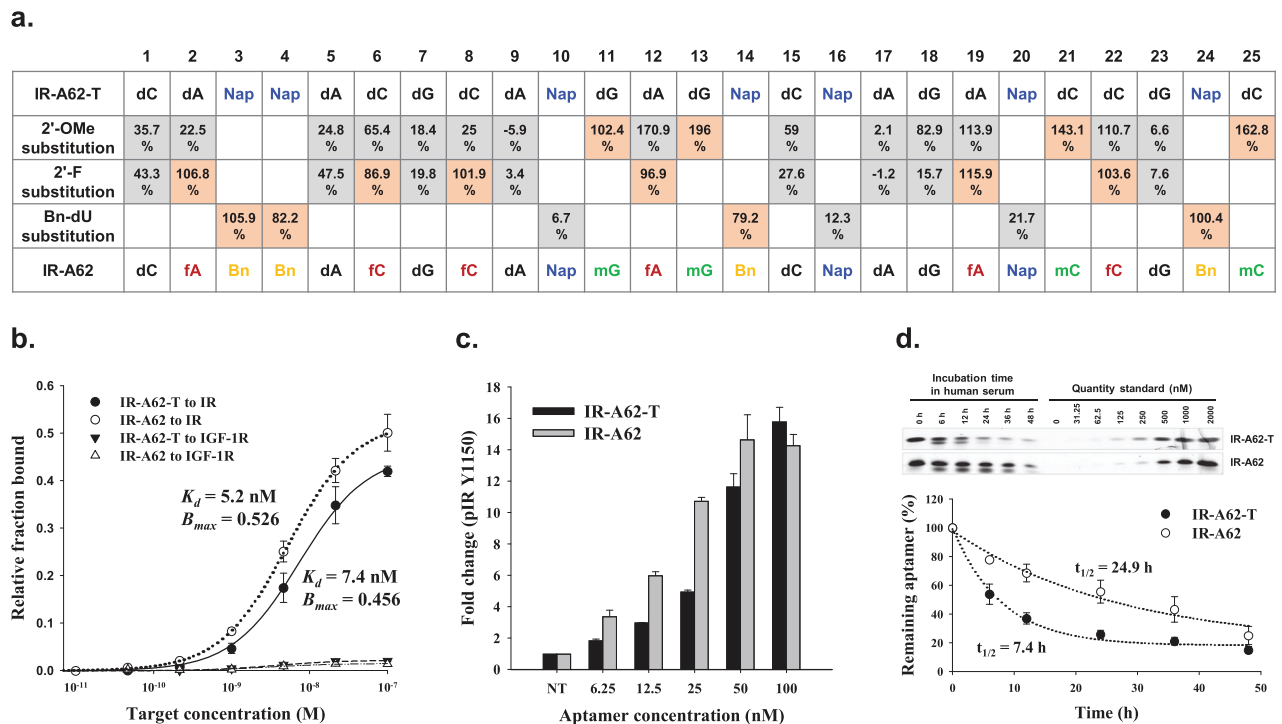 a.
1 2 3 4 5 6 7 8 9 10 11 12 13 14 15 16 17 18 19 20 21 22 23 24 25
IR-A62-T dC dA Nap Nap dA dC dG dC dA Nap dG dA dG Nap dC Nap dA dG dA Nap dC dC dG Nap dC
2'-OMe substitution 35.7 % 22.5 % 24.8 % 65.4 % 18.4 % 25 % -5.9 % 102.4 % 170.9 % 196 % 59 % 2.1 % 82.9 % 113.9 % 143.1 % 110.7 % 6.6 % 162.8 %
2'-F substitution 43.3 % 106.8 % 47.5 % 86.9 % 19.8 % 101.9 % 3.4 % 96.9 % 27.6 % -1.2 % 15.7 % 115.9 % 103.6 % 7.6 %
Bn-dU substitution 105.9 % 82.2 % 6.7 % 79.2 % 12.3 % 21.7 % 100.4 %
IR-A62 dC fA Bn Bn dA fC dG fC dA Nap mG fA mG Bn dC Nap dA dG fA Nap mC fC dG Bn mC
b.
Relative fraction bound
0.6
0.5
0.4
0.3
0.2
0.1
0.0
IR-A62-T to IR
IR-A62 to IR
IR-A62-T to IGF-1R
IR-A62 to IGF-1R
Kd = 5.2 nM
Bmax = 0.526
Kd = 7.4 nM
Bmax = 0.456
10-11 10-10 10-9 10-8 10-7
Target concentration (M)
c.
Fold change (pIR Y1150)
18
16
14
12
10
8
6
4
2
0
IR-A62-T
IR-A62
NT 6.25 12.5 25 50 100
Aptamer concentration (nM)
d.
Incubation time
in human serum
Quantity standard (nM)
0 h 6 h 12 h 24 h 36 h 48 h 0 31.25 62.5 125 250 500 1000 2000
IR-A62-T
IR-A62
Remaining aptamer (%)
120
100
80
60
40
20
0
IR-A62-T
IR-A62
t1/2 = 24.9 h
t1/2 = 7.4 h
0 10 20 30 40 50
Time (h)